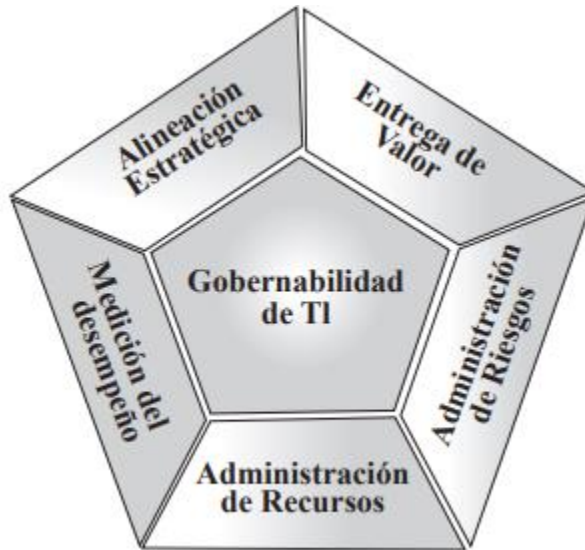 Alineación
Estratégica
Entrega de
Valor
Gobernabilidad
de TI
Medición del
desempeño
Administración
de Riesgos
Administración
de Recursos